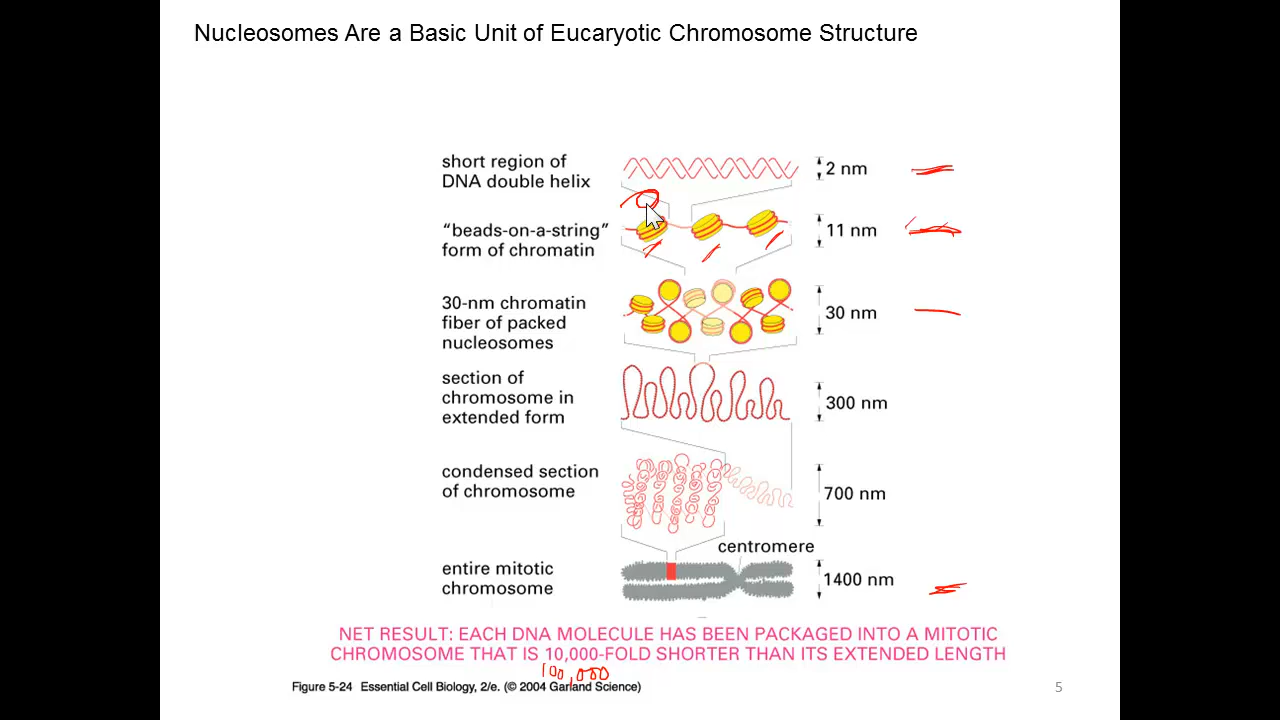 Nucleosomes Are a Basic Unit of Eucaryotic Chromosome Structure
short region of
DNA double helix
2 nm
“beads-on-a-string”
form of chromatin
11 nm
30-nm chromatin
fiber of packed
nucleosomes
30 nm
section of
chromosome in
extended form
300 nm
condensed section
of chromosome
700 nm
centromere
entire mitotic
chromosome
1400 nm
NET RESULT: EACH DNA MOLECULE HAS BEEN PACKAGED INTO A MITOTIC
CHROMOSOME THAT IS 10,000-FOLD SHORTER THAN ITS EXTENDED LENGTH
100,000
Figure 5-24 Essential Cell Biology, 2/e. (© 2004 Garland Science)
5